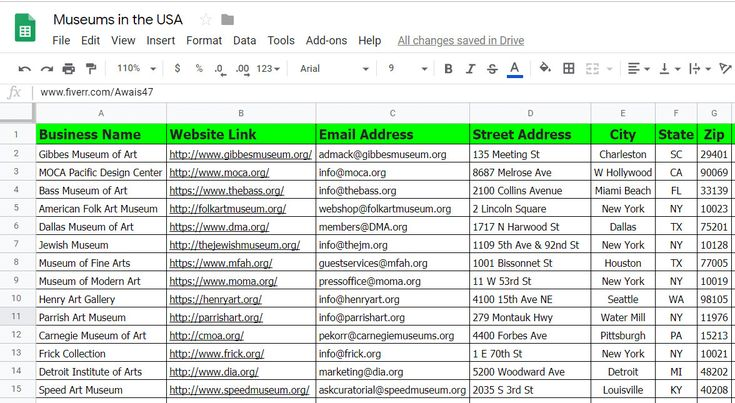 Museums in the USA
File Edit View Insert Format Data Tools Add-ons Help All changes saved in Drive
110% $ % .0 .00 123 Arial 9 B I S A
fx www.fiverr.com/Awais47
A B C D E F G
1 Business Name Website Link Email Address Street Address City State Zip
2 Gibbes Museum of Art http://www.gibbesmuseum.org/ admack@gibbesmuseum.org 135 Meeting St Charleston SC 29401
3 MOCA Pacific Design Center http://www.moca.org/ info@moca.org 8687 Melrose Ave W Hollywood CA 90069
4 Bass Museum of Art https://www.thebass.org/ info@thebass.org 2100 Collins Avenue Miami Beach FL 33139
5 American Folk Art Museum http://folkartmuseum.org/ webshop@folkartmuseum.org 2 Lincoln Square New York NY 10023
6 Dallas Museum of Art https://www.dma.org/ members@DMA.org 1717 N Harwood St Dallas TX 75201
7 Jewish Museum http://thejewishmuseum.org/ info@thejm.org 1109 5th Ave & 92nd St New York NY 10128
8 Museum of Fine Arts https://www.mfah.org/ guestservices@mfah.org 1001 Bissonnet St Houston TX 77005
9 Museum of Modern Art https://www.moma.org/ pressoffice@moma.org 11 W 53rd St New York NY 10019
10 Henry Art Gallery https://henryart.org/ info@henryart.org 4100 15th Ave NE Seattle WA 98105
11 Parrish Art Museum http://parrishart.org/ info@parrishart.org 279 Montauk Hwy Water Mill NY 11976
12 Carnegie Museum of Art http://cmoa.org/ pekorr@carnegiemuseums.org 4400 Forbes Ave Pittsburgh PA 15213
13 Frick Collection http://www.frick.org/ info@frick.org 1 E 70th St New York NY 10021
14 Detroit Institute of Arts http://www.dia.org/ marketing@dia.org 5200 Woodward Ave Detroit MI 48202
15 Speed Art Museum http://www.speedmuseum.org/ askcuratorial@speedmuseum.org 2035 S 3rd St Louisville KY 40208